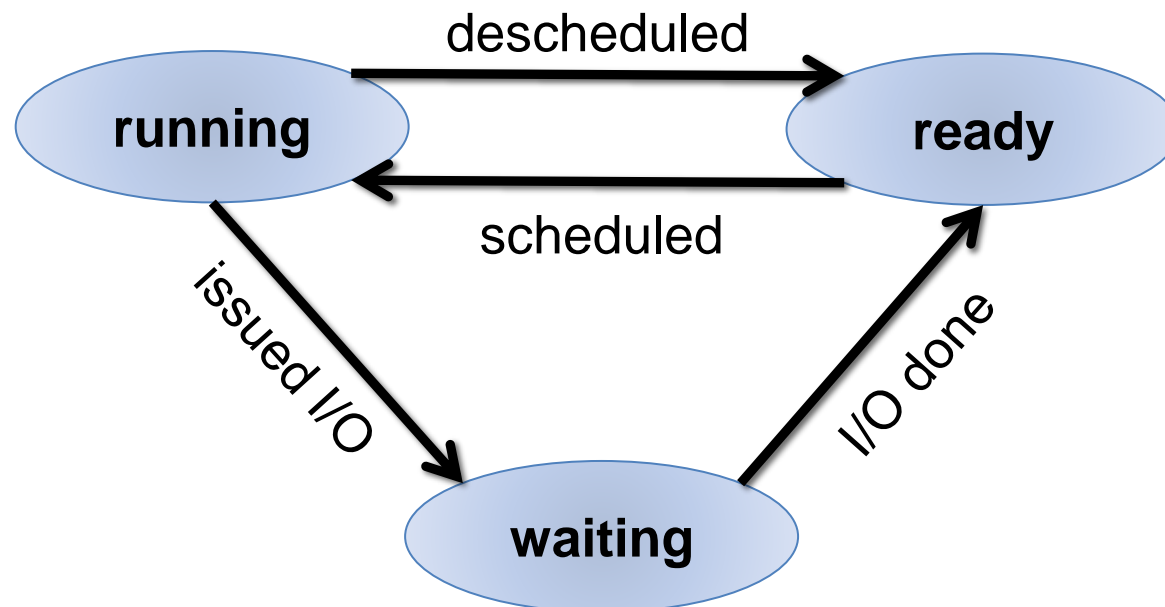 descheduled
running
ready
scheduled
issued I/O
I/O done
waiting